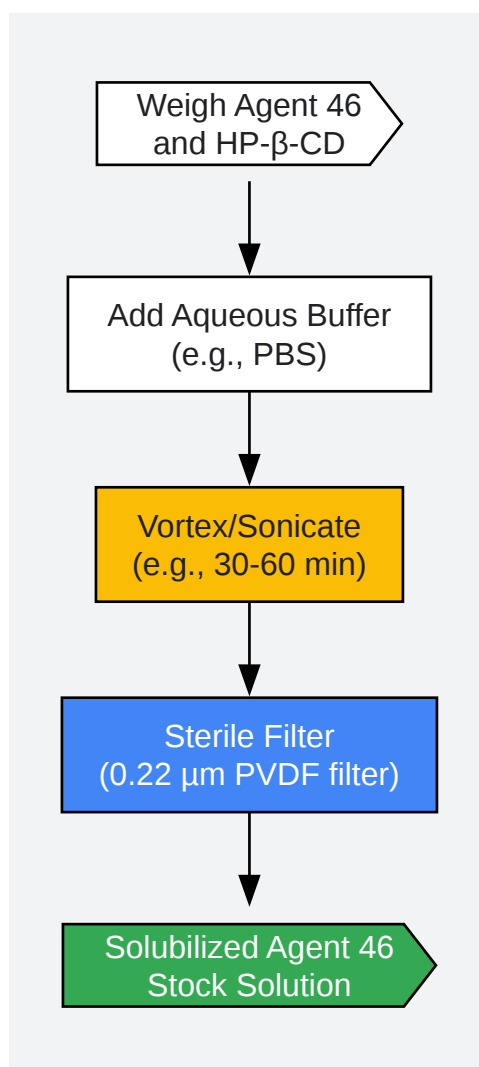 Weigh Agent 46
and HP-β-CD
Add Aqueous Buffer
(e.g., PBS)
Vortex/Sonicate
(e.g., 30-60 min)
Sterile Filter
(0.22 µm PVDF filter)
Solubilized Agent 46
Stock Solution